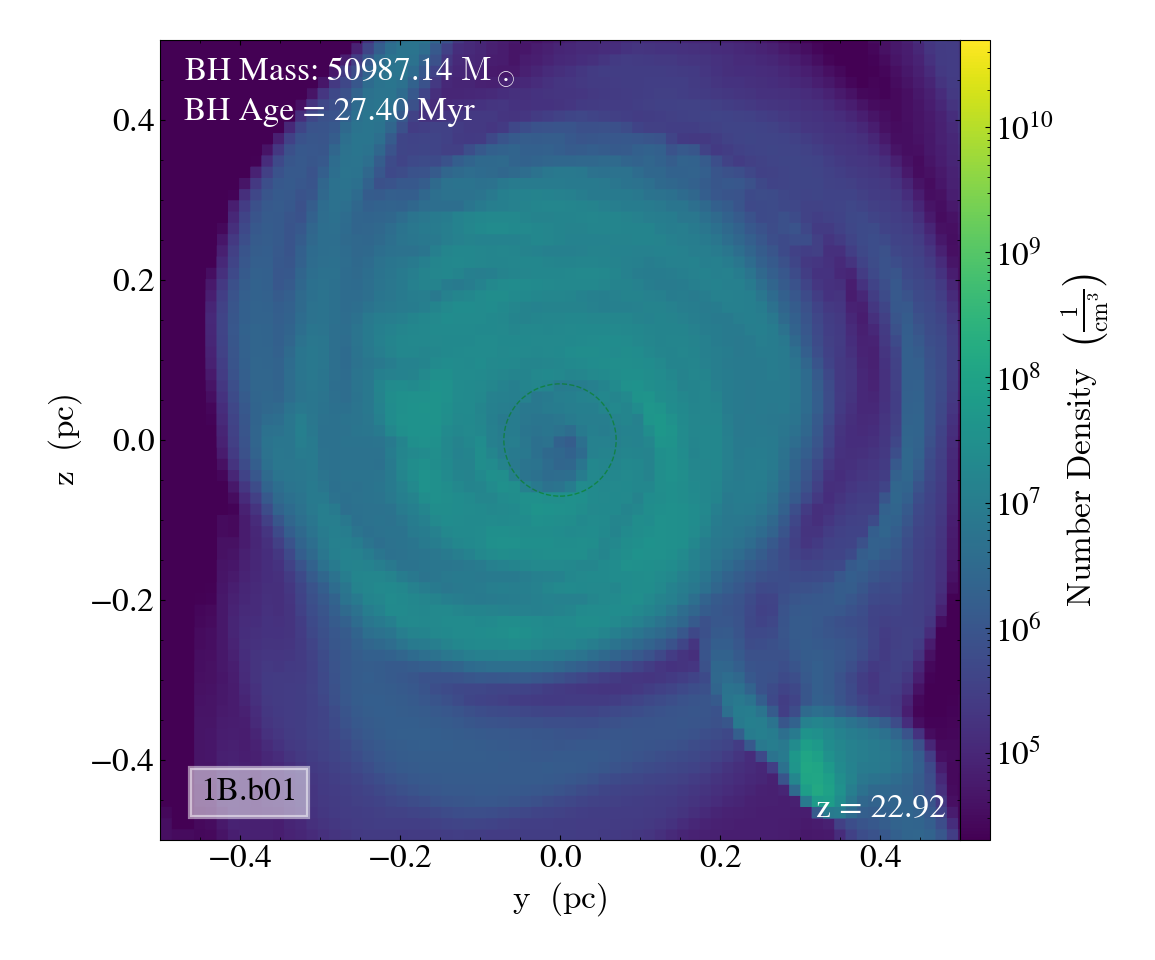 BH Mass: 50987.14 M☉
BH Age = 27.40 Myr
0.4
0.2
0.0
−0.2
−0.4
z (pc)
1B.b01
z = 22.92
−0.4 −0.2 0.0 0.2 0.4
y (pc)
10¹⁰
10⁹
10⁸
10⁷
10⁶
10⁵
Number Density (1/cm³)